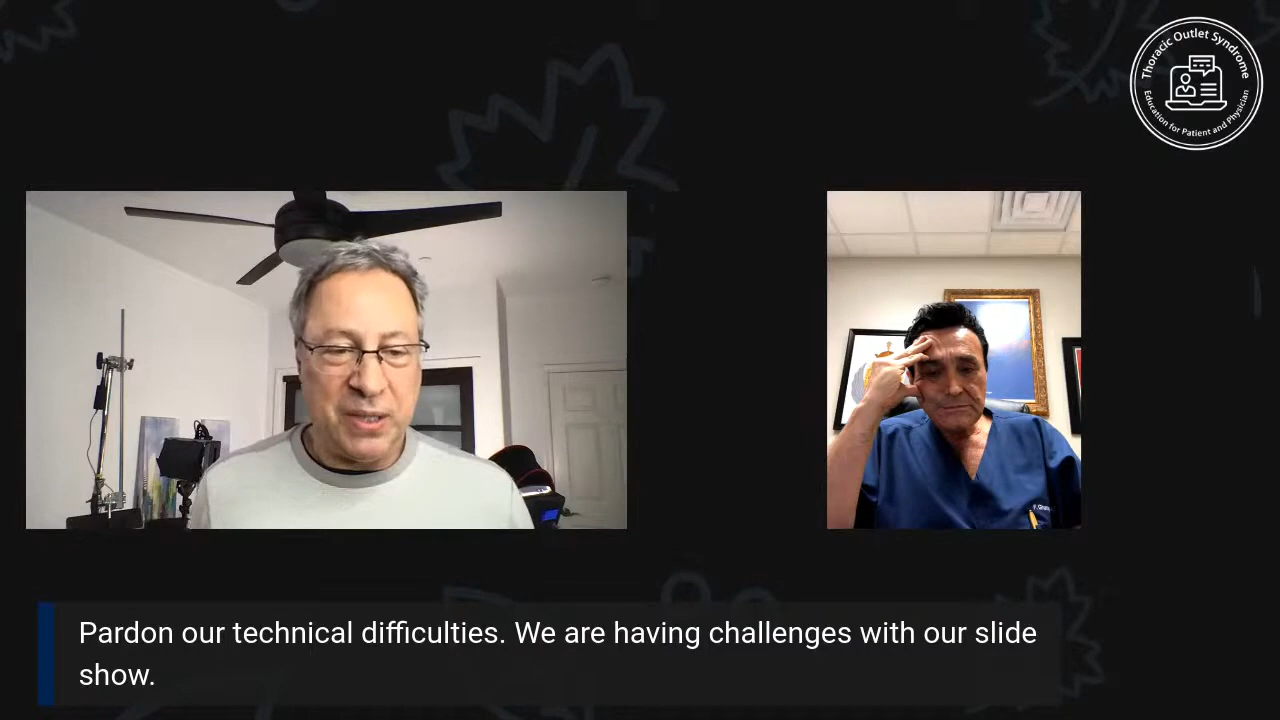 Thoracic Outlet Syndrome
Education for Patient and Physician
Pardon our technical difficulties. We are having challenges with our slide
show.